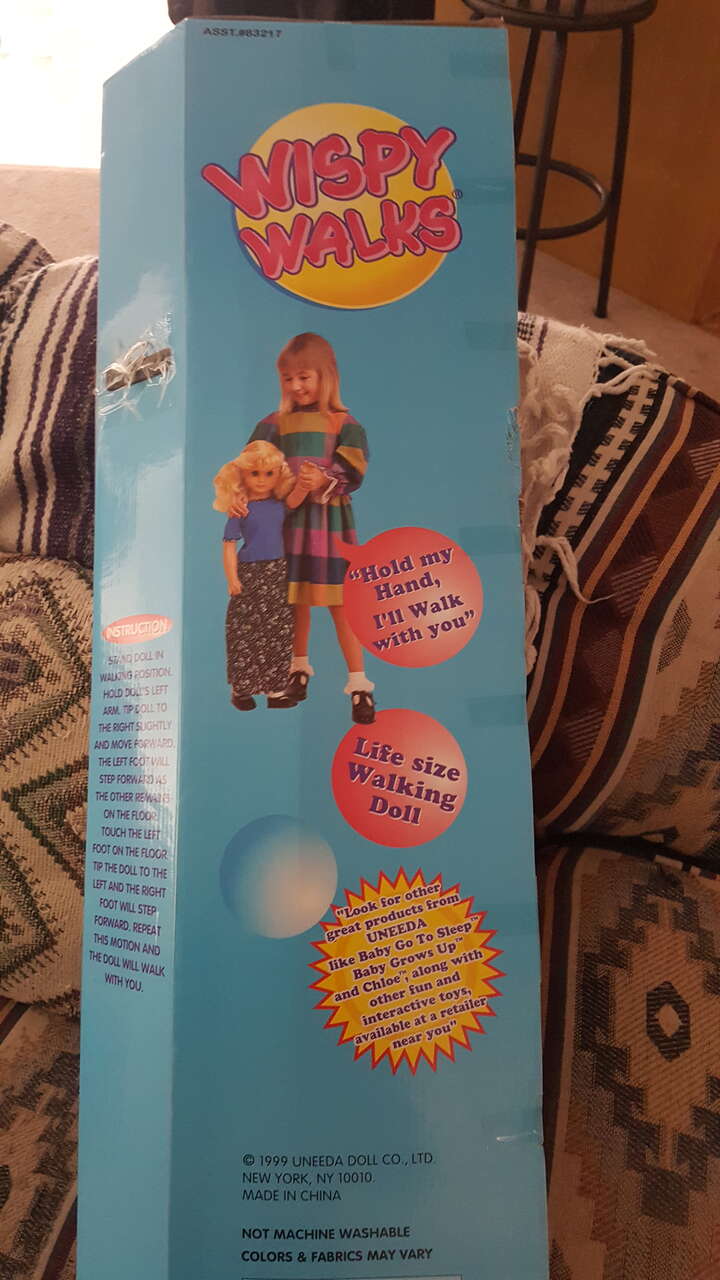 ASST.#83217
WISPY
WALKS®
"Hold my
Hand,
I'll Walk
with you"
Life size
Walking
Doll
INSTRUCTION
STAND DOLL IN
WALKING POSITION.
HOLD DOLL'S LEFT
ARM. TIP DOLL TO
THE RIGHT SLIGHTLY
AND MOVE FORWARD.
THE LEFT FOOT WILL
STEP FORWARD AS
THE OTHER REMAINS
ON THE FLOOR.
TOUCH THE LEFT
FOOT ON THE FLOOR
TIP THE DOLL TO THE
LEFT AND THE RIGHT
FOOT WILL STEP
FORWARD. REPEAT
THIS MOTION AND
THE DOLL WILL WALK
WITH YOU.
"Look for other
great products from
UNEEDA
like Baby Go To Sleep™
Baby Grows Up™
and Chloe™, along with
other fun and
interactive toys,
available at a retailer
near you"
© 1999 UNEEDA DOLL CO., LTD.
NEW YORK, NY 10010.
MADE IN CHINA
NOT MACHINE WASHABLE
COLORS & FABRICS MAY VARY